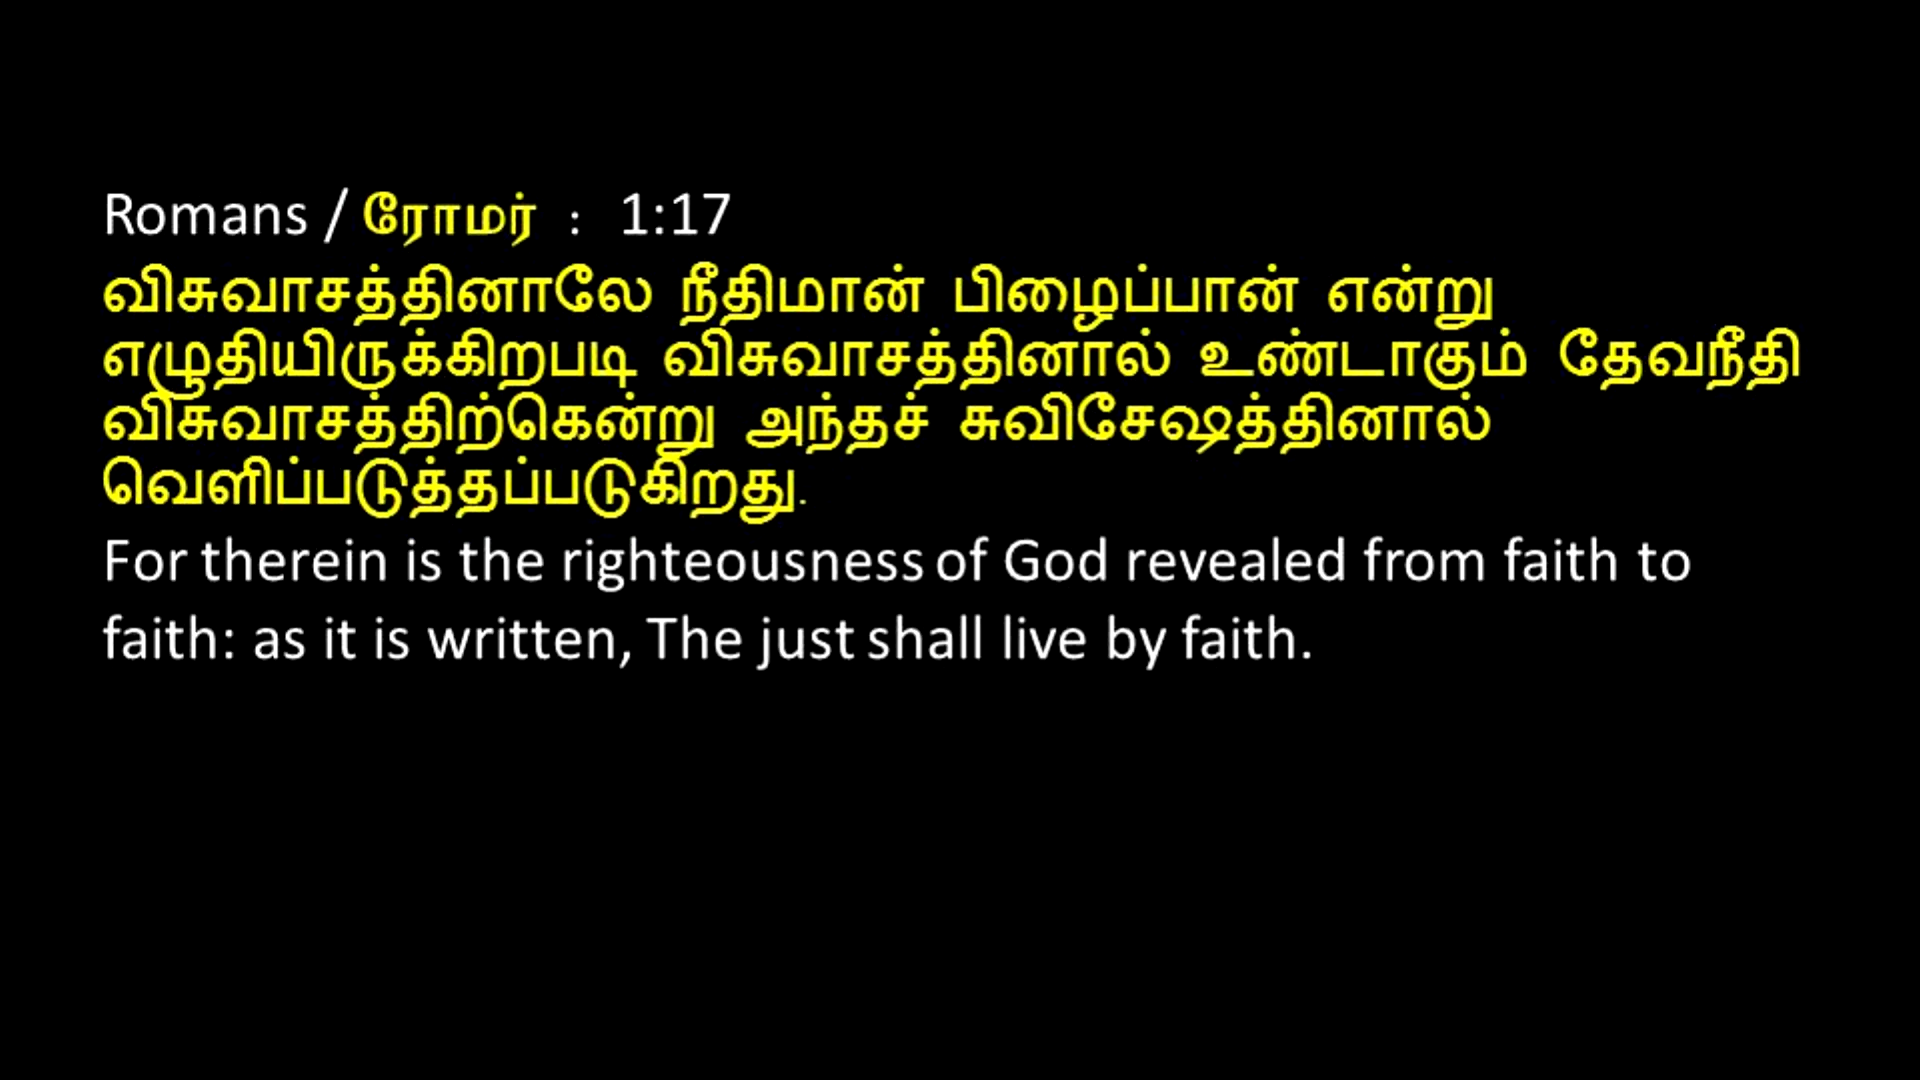 Romans / ரோமர் : 1:17
விசுவாசத்தினாலே நீதிமான் பிழைப்பான் என்று
எழுதியிருக்கிறபடி விசுவாசத்தினால் உண்டாகும் தேவநீதி
விசுவாசத்திற்கென்று அந்தச் சுவிசேஷத்தினால்
வெளிப்படுத்தப்படுகிறது.
For therein is the righteousness of God revealed from faith to
faith: as it is written, The just shall live by faith.